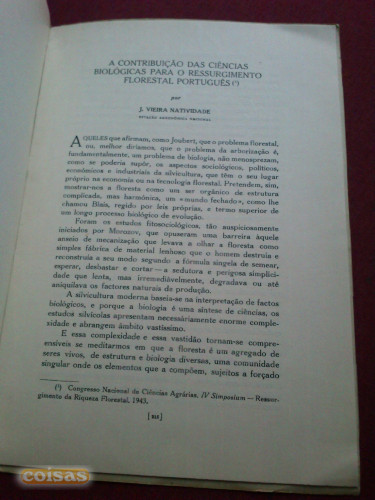 A CONTRIBUIÇÃO DAS CIÊNCIAS
BIOLÓGICAS PARA O RESSURGIMENTO
FLORESTAL PORTUGUÊS (¹)
por
J. VIEIRA NATIVIDADE
ESTAÇÃO AGRONÓMICA NACIONAL
AQUELES que afirmam, como Joubert, que o problema florestal,
ou, melhor diríamos, que o problema da arborização é,
fundamentalmente, um problema de biologia, não menosprezam,
como se poderia supor, os aspectos sociológicos, políticos,
económicos e industriais da silvicultura, que têm o seu lugar
próprio na economia ou na tecnologia florestal. Pretendem, sim,
mostrar-nos a floresta como um ser orgânico de estrutura
complicada, mas harmónica, um «mundo fechado», como lhe
chamou Blais, regido por leis próprias, e termo superior de
um longo processo biológico de evolução.
Foram os estudos fitosociológicos, tão auspiciosamente
iniciados por Morozov, que opuseram uma barreira àquele
anseio de mecanização que levava a olhar a floresta como
simples fábrica de material lenhoso que o homem destruía e
reconstruía a seu modo segundo a fórmula singela de semear,
esperar, desbastar e cortar — a sedutora e perigosa simplici-
dade que lenta, mas irremediàvelmente, degradava ou até
aniquilava os factores naturais de produção.
A silvicultura moderna baseia-se na interpretação de factos
biológicos, e porque a biologia é uma síntese de ciências, os
estudos silvícolas apresentam necessàriamente enorme comple-
xidade e abrangem âmbito vastíssimo.
E essa complexidade e essa vastidão tornam-se compre-
ensíveis se meditarmos em que a floresta é um agregado de
seres vivos, de estrutura e biologia diversas, uma comunidade
singular onde os elementos que a compõem, sujeitos a forçado
(¹) Congresso Nacional de Ciências Agrárias, IV Simposium — Ressur-
gimento da Riqueza Florestal, 1943.
coisas